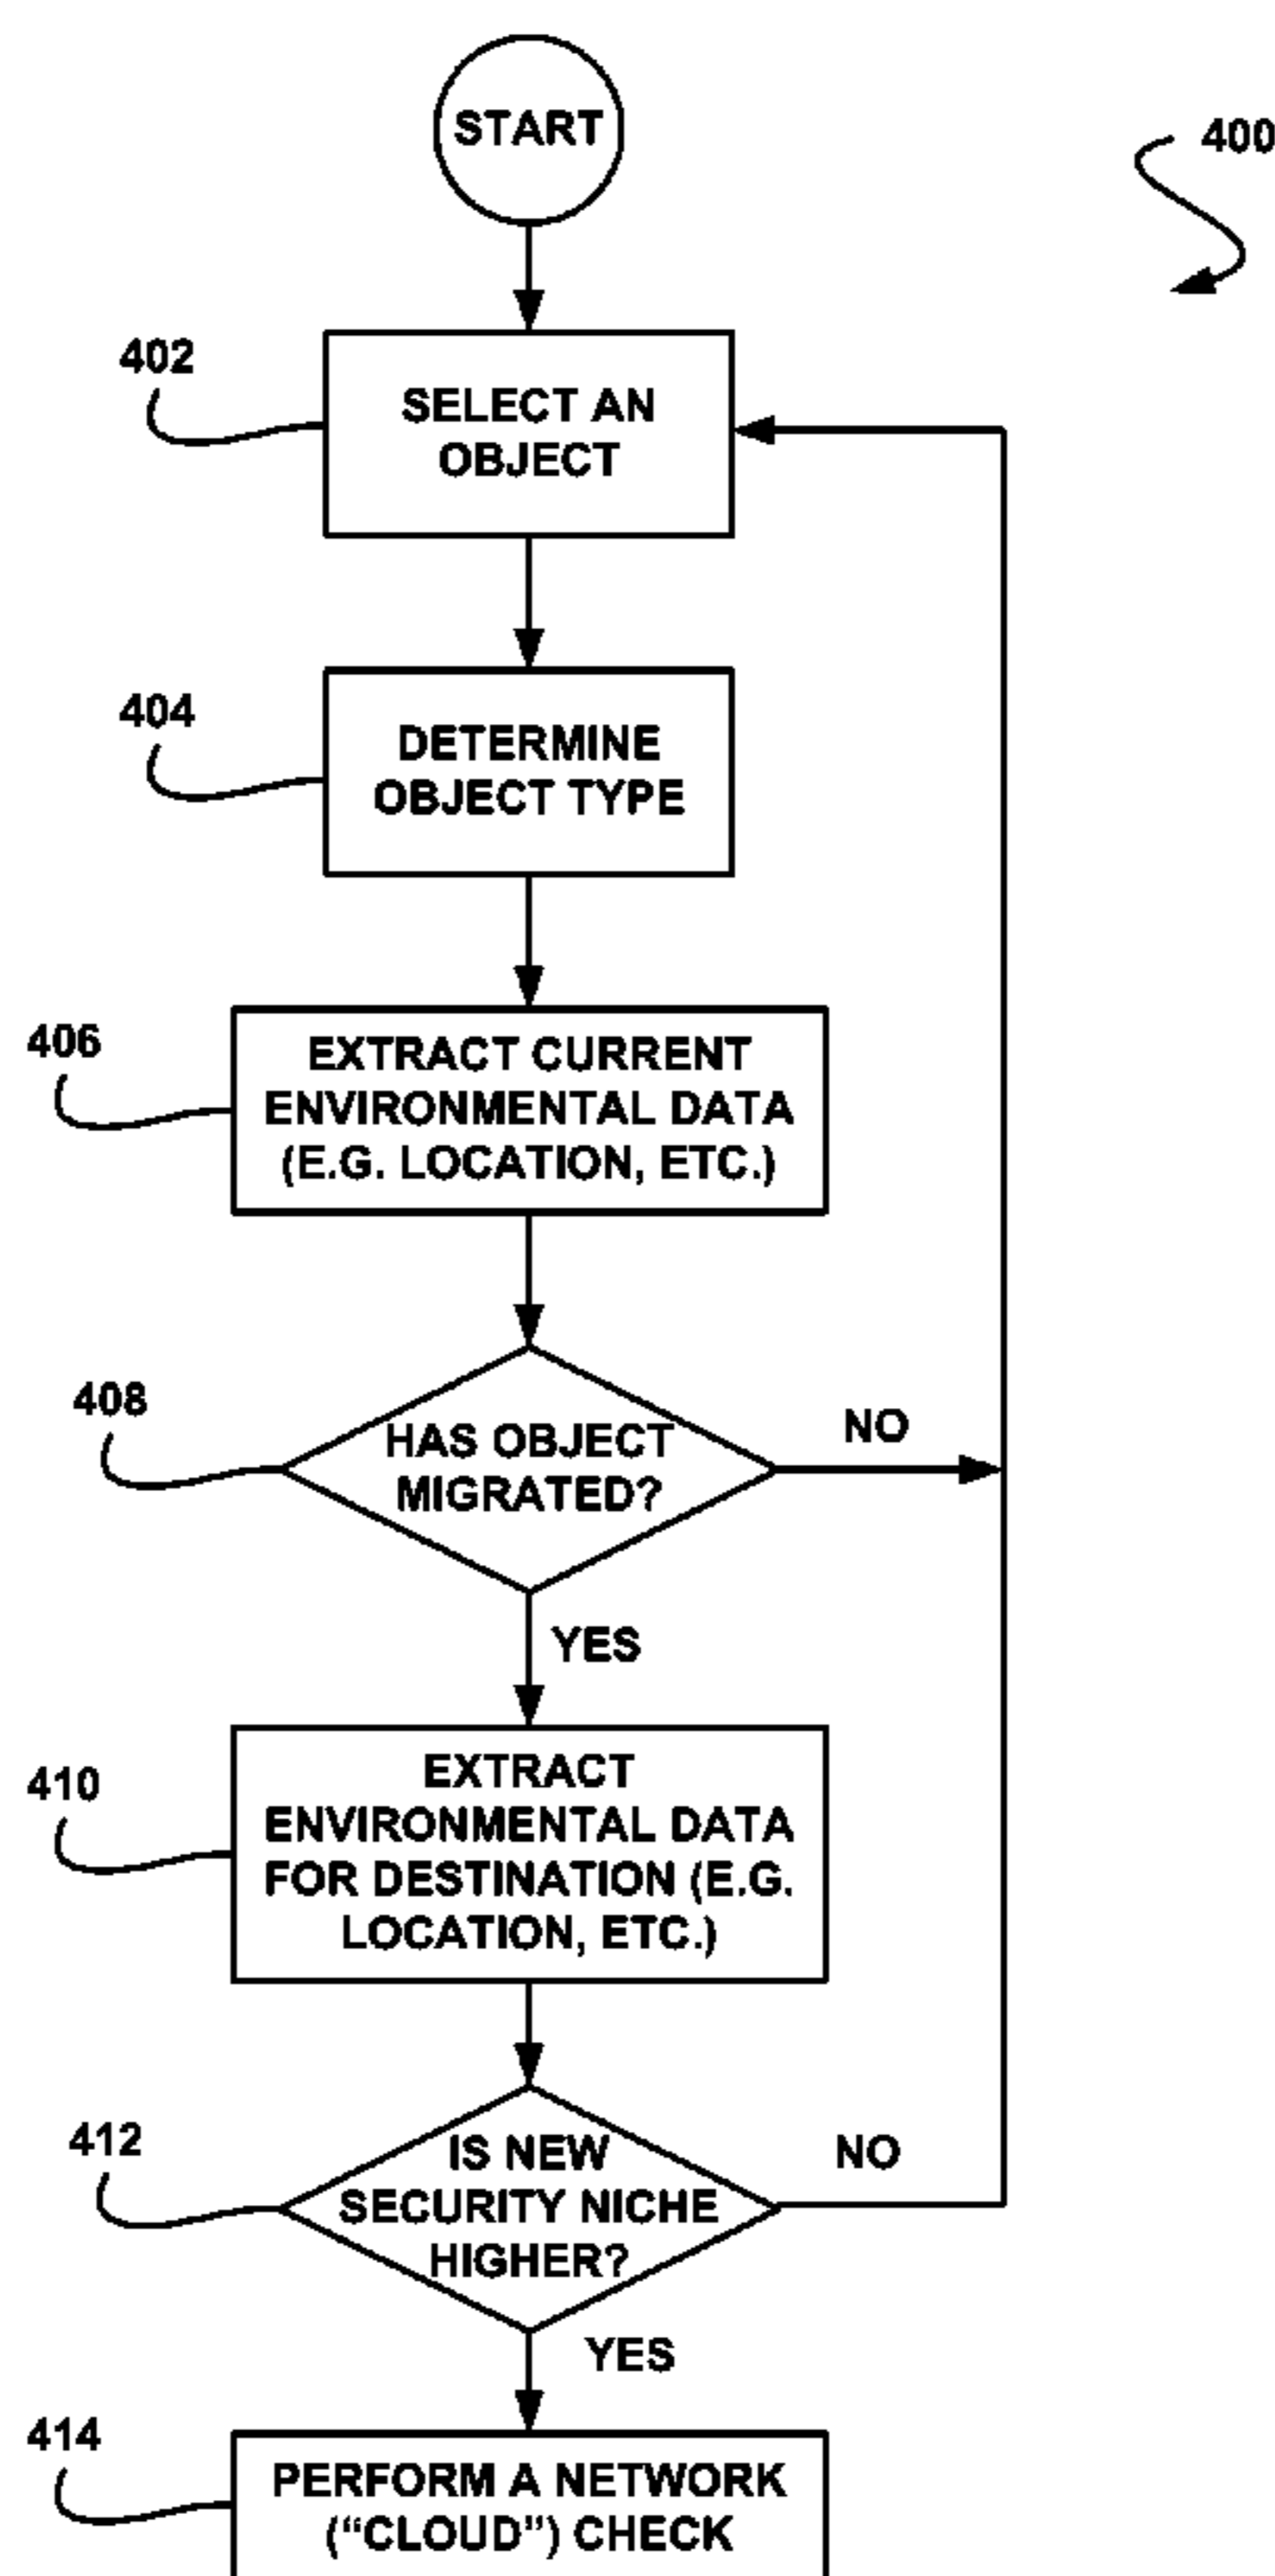 START
400
402
SELECT AN
OBJECT
404
DETERMINE
OBJECT TYPE
406
EXTRACT CURRENT
ENVIRONMENTAL DATA
(E.G. LOCATION, ETC.)
408
HAS OBJECT
MIGRATED?
NO
YES
410
EXTRACT
ENVIRONMENTAL DATA
FOR DESTINATION (E.G.
LOCATION, ETC.)
412
IS NEW
SECURITY NICHE
HIGHER?
NO
YES
414
PERFORM A NETWORK
(“CLOUD”) CHECK